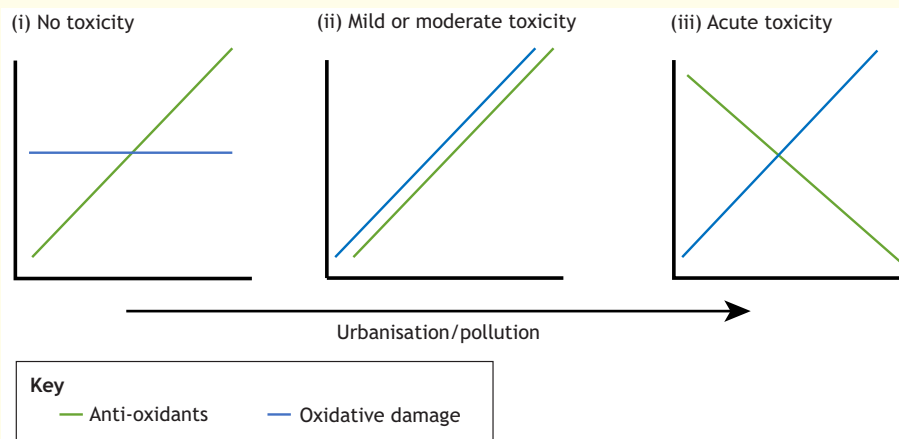 (i) No toxicity
(ii) Mild or moderate toxicity
(iii) Acute toxicity
Urbanisation/pollution
Key
Anti-oxidants
Oxidative damage